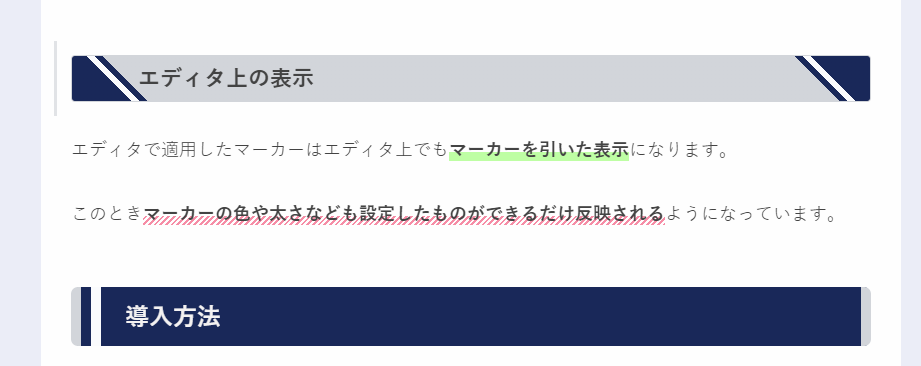 エディタ上の表示
エディタで適用したマーカーはエディタ上でもマーカーを引いた表示になります。
このときマーカーの色や太さなども設定したものができるだけ反映されるようになっています。
導入方法